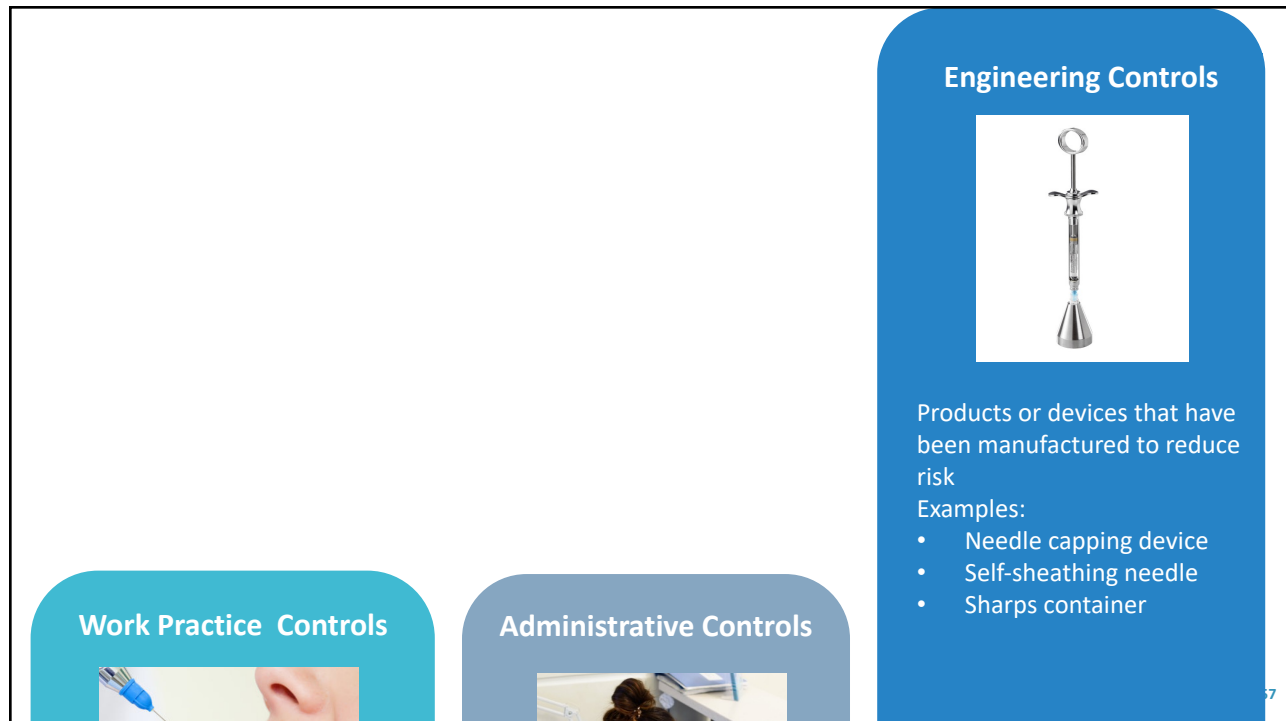 Engineering Controls
Products or devices that have
been manufactured to reduce
risk
Examples:
• Needle capping device
• Self-sheathing needle
• Sharps container
Work Practice  Controls
Administrative Controls